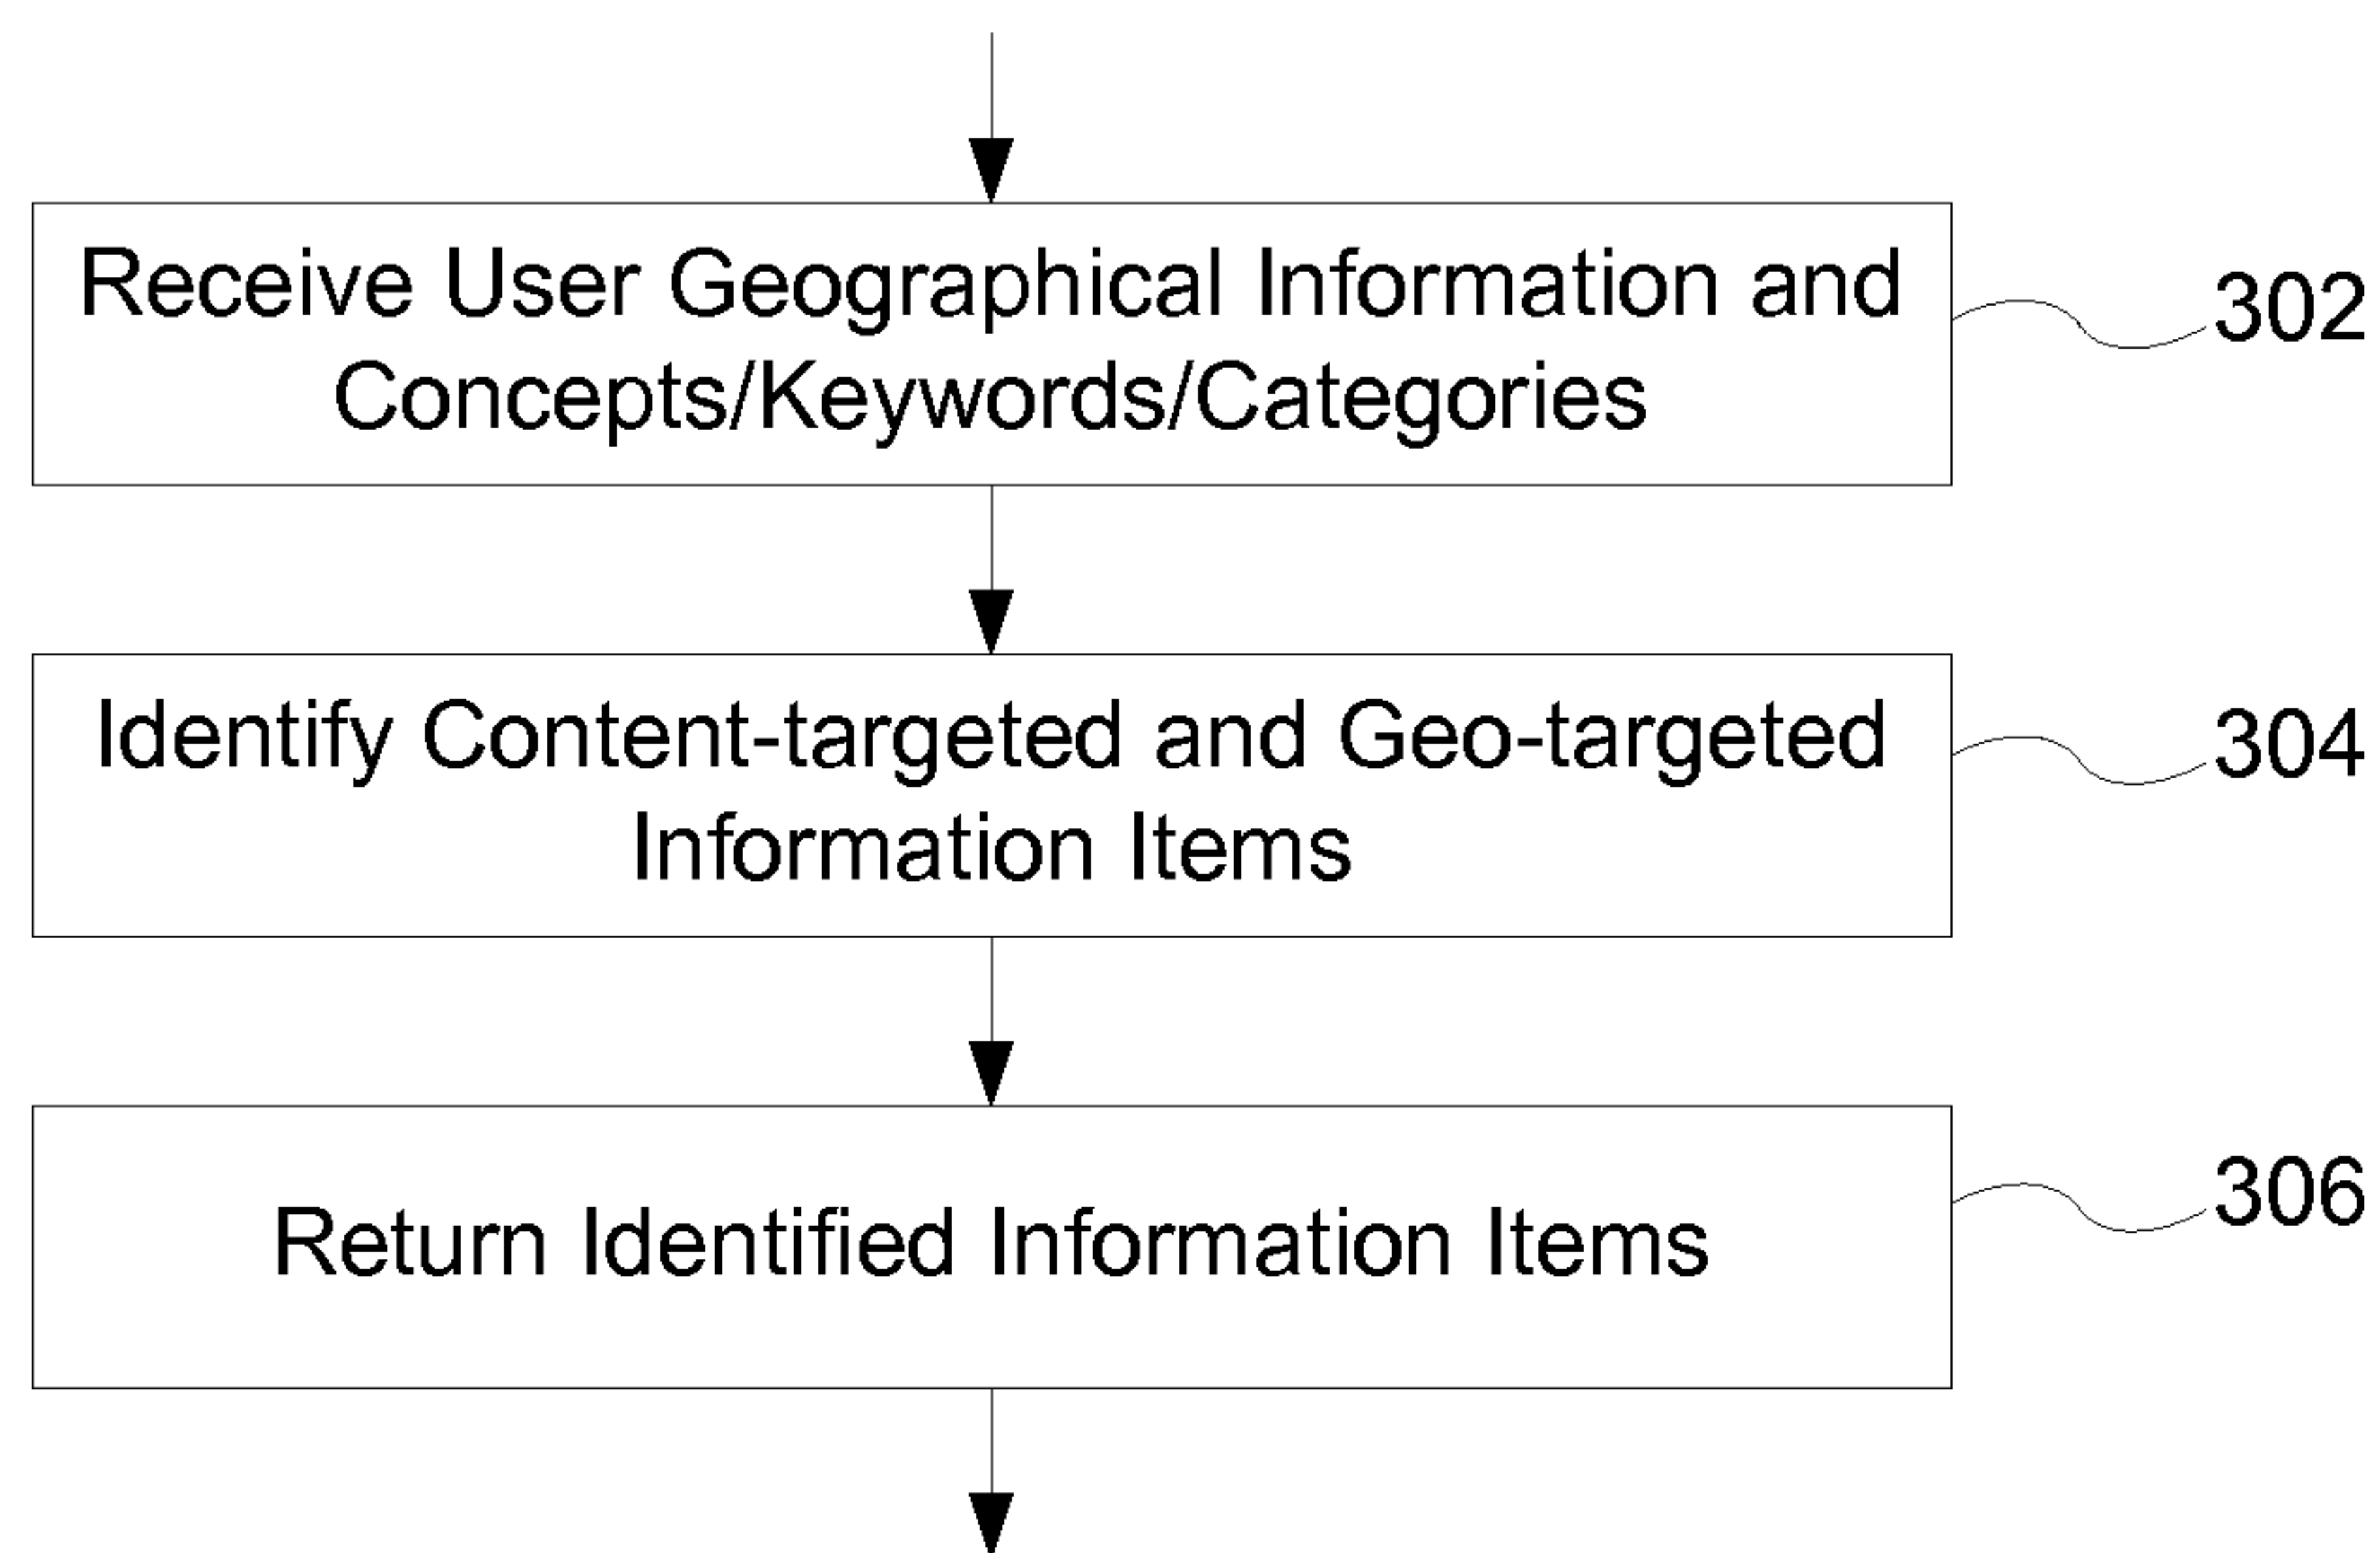 Receive User Geographical Information and
Concepts/Keywords/Categories
302
Identify Content-targeted and Geo-targeted
Information Items
304
Return Identified Information Items
306